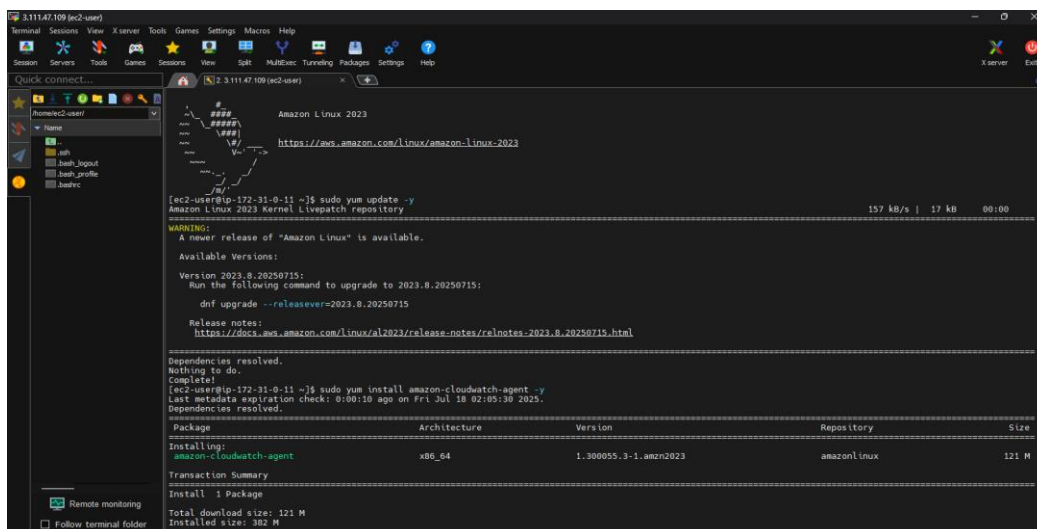 3.111.47.109 (ec2-user)
Terminal Sessions View X server Tools Games Settings Macros Help
Session Servers Tools Games Sessions View Split MultiExec Tunneling Packages Settings Help
X server Exit
Quick connect...
2. 3.111.47.109 (ec2-user)
/home/ec2-user/
Name
..
.ssh
.bash_logout
.bash_profile
.bashrc
Remote monitoring
Follow terminal folder
Amazon Linux 2023
https://aws.amazon.com/linux/amazon-linux-2023
[ec2-user@ip-172-31-0-11 ~]$ sudo yum update -y
Amazon Linux 2023 Kernel Livepatch repository 157 kB/s | 17 kB 00:00
WARNING:
A newer release of "Amazon Linux" is available.
Available Versions:
Version 2023.8.20250715:
Run the following command to upgrade to 2023.8.20250715:
dnf upgrade --releasever=2023.8.20250715
Release notes:
https://docs.aws.amazon.com/linux/al2023/release-notes/relnotes-2023.8.20250715.html
Dependencies resolved.
Nothing to do.
Complete!
[ec2-user@ip-172-31-0-11 ~]$ sudo yum install amazon-cloudwatch-agent -y
Last metadata expiration check: 0:00:10 ago on Fri Jul 18 02:05:30 2025.
Dependencies resolved.
Package Architecture Version Repository Size
Installing:
amazon-cloudwatch-agent x86_64 1.300055.3-1.amzn2023 amazonlinux 121 M
Transaction Summary
Install 1 Package
Total download size: 121 M
Installed size: 382 M